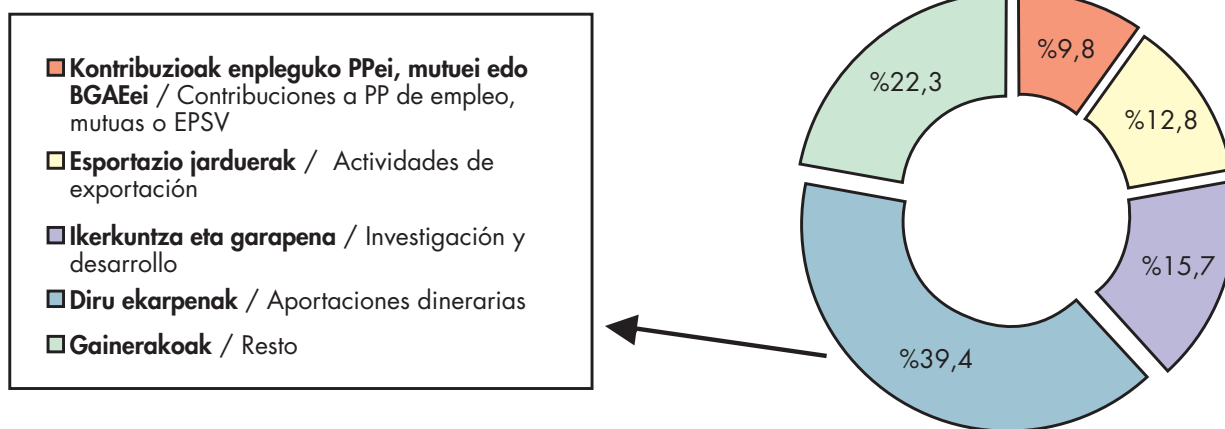 Kontribuzioak enpleguko PPei, mutuei edo
BGAEei / Contribuciones a PP de empleo,
mutuas o EPSV
Esportazio jarduerak / Actividades de
exportación
Ikerkuntza eta garapena / Investigación y
desarrollo
Diru ekarpenak / Aportaciones dinerarias
Gainerakoak / Resto
%9,8
%12,8
%15,7
%39,4
%22,3